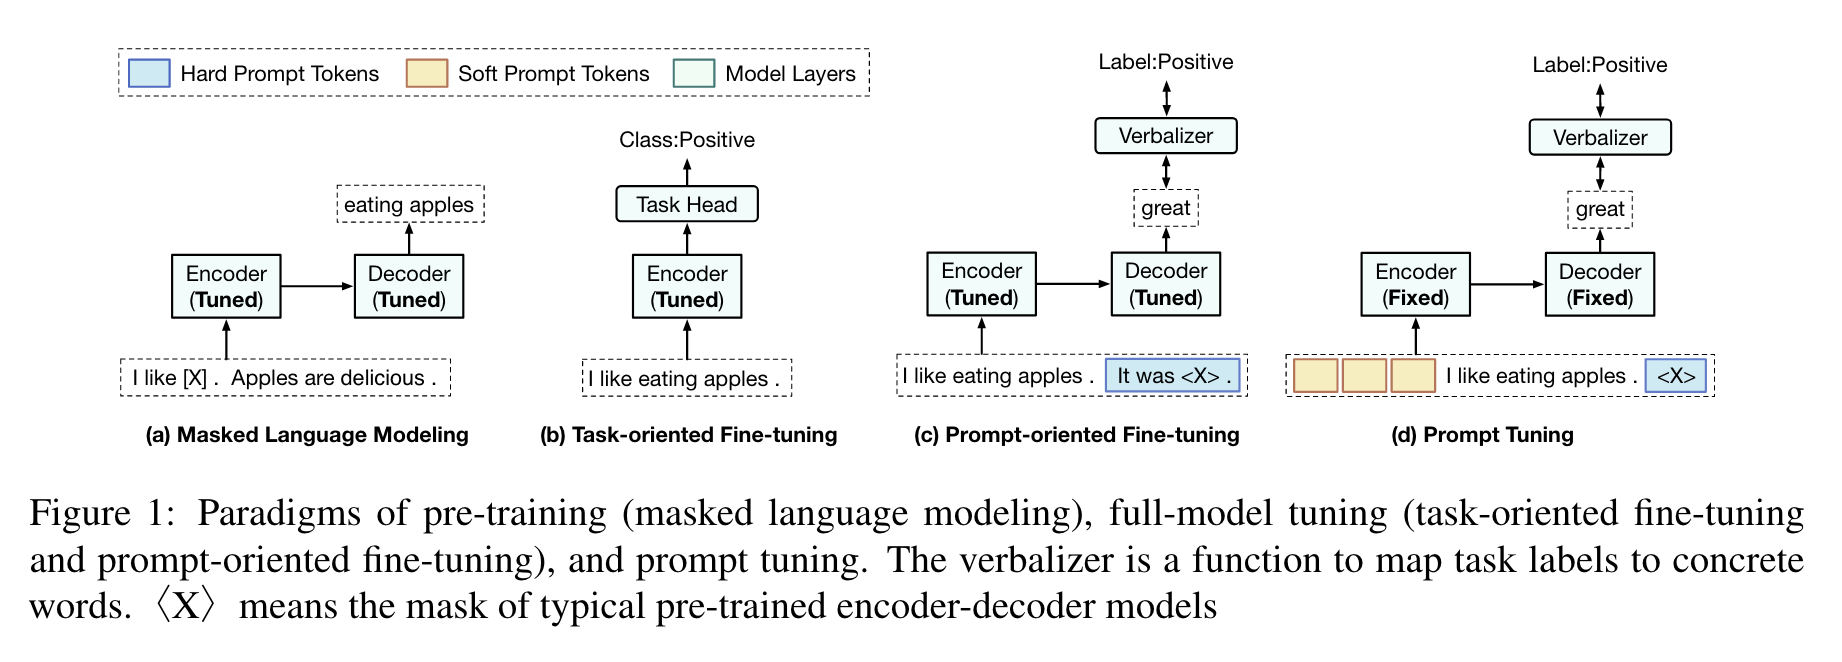 Hard Prompt Tokens Soft Prompt Tokens Model Layers
eating apples
Encoder
(Tuned)
Decoder
(Tuned)
I like [X] . Apples are delicious .
(a) Masked Language Modeling
Class:Positive
Task Head
Encoder
(Tuned)
I like eating apples .
(b) Task-oriented Fine-tuning
Label:Positive
Verbalizer
great
Encoder
(Tuned)
Decoder
(Tuned)
I like eating apples . It was <X> .
(c) Prompt-oriented Fine-tuning
Label:Positive
Verbalizer
great
Encoder
(Fixed)
Decoder
(Fixed)
I like eating apples . <X>
(d) Prompt Tuning
Figure 1: Paradigms of pre-training (masked language modeling), full-model tuning (task-oriented fine-tuning
and prompt-oriented fine-tuning), and prompt tuning. The verbalizer is a function to map task labels to concrete
words. ⟨X⟩ means the mask of typical pre-trained encoder-decoder models